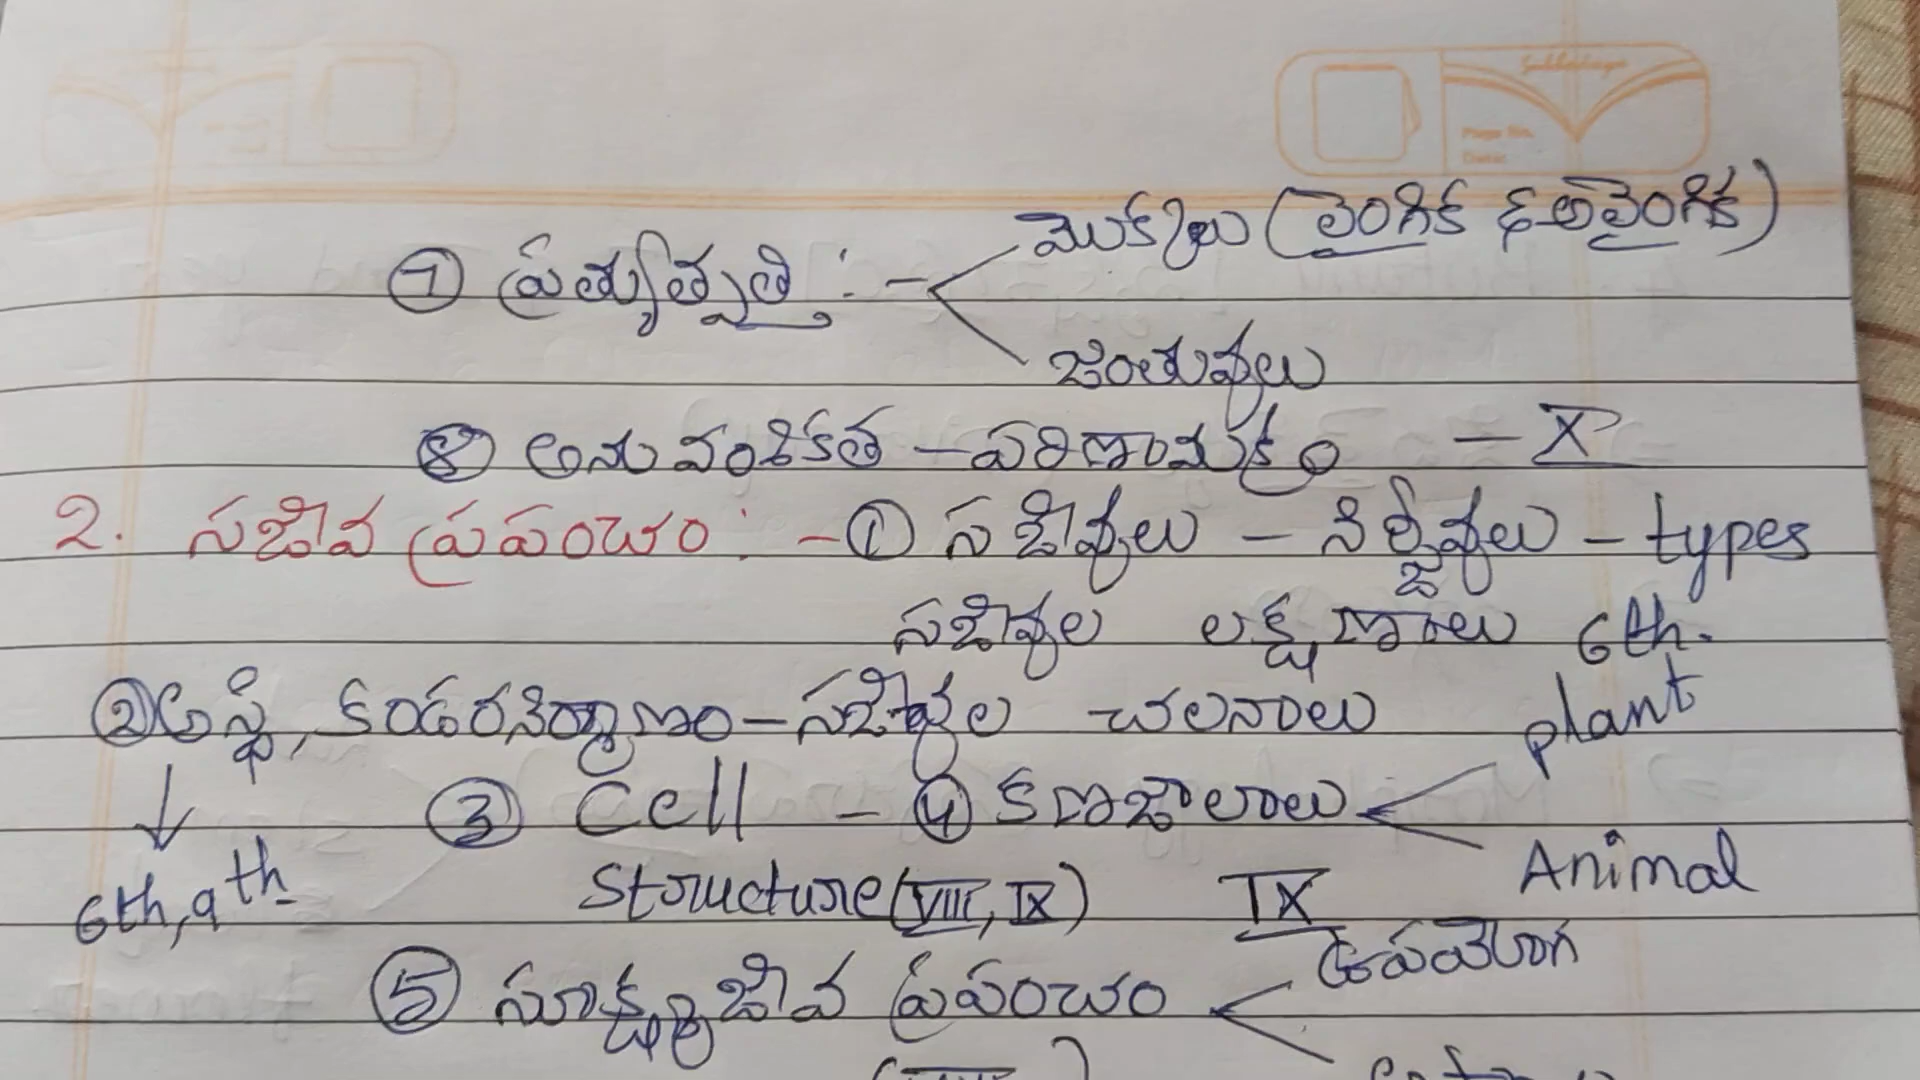 మొక్కలు (లైంగిక & అలైంగిక)
⑦ ప్రత్యుత్పత్తి :-
జంతువులు
⑧ అనువంశికత - పరిణామక్రం - X
2. సజీవ ప్రపంచం :- ① సజీవులు - నిర్జీవులు - types
సజీవుల లక్షణాలు 6th.
② అస్థి, కండరనిర్మాణం - సజీవుల చలనాలు
plant
③ Cell - ④ కణజాలాలు
Animal
6th, 9th
Structure (VIII, IX) IX
ఉపయోగ
⑤ సూక్ష్మజీవ ప్రపంచం